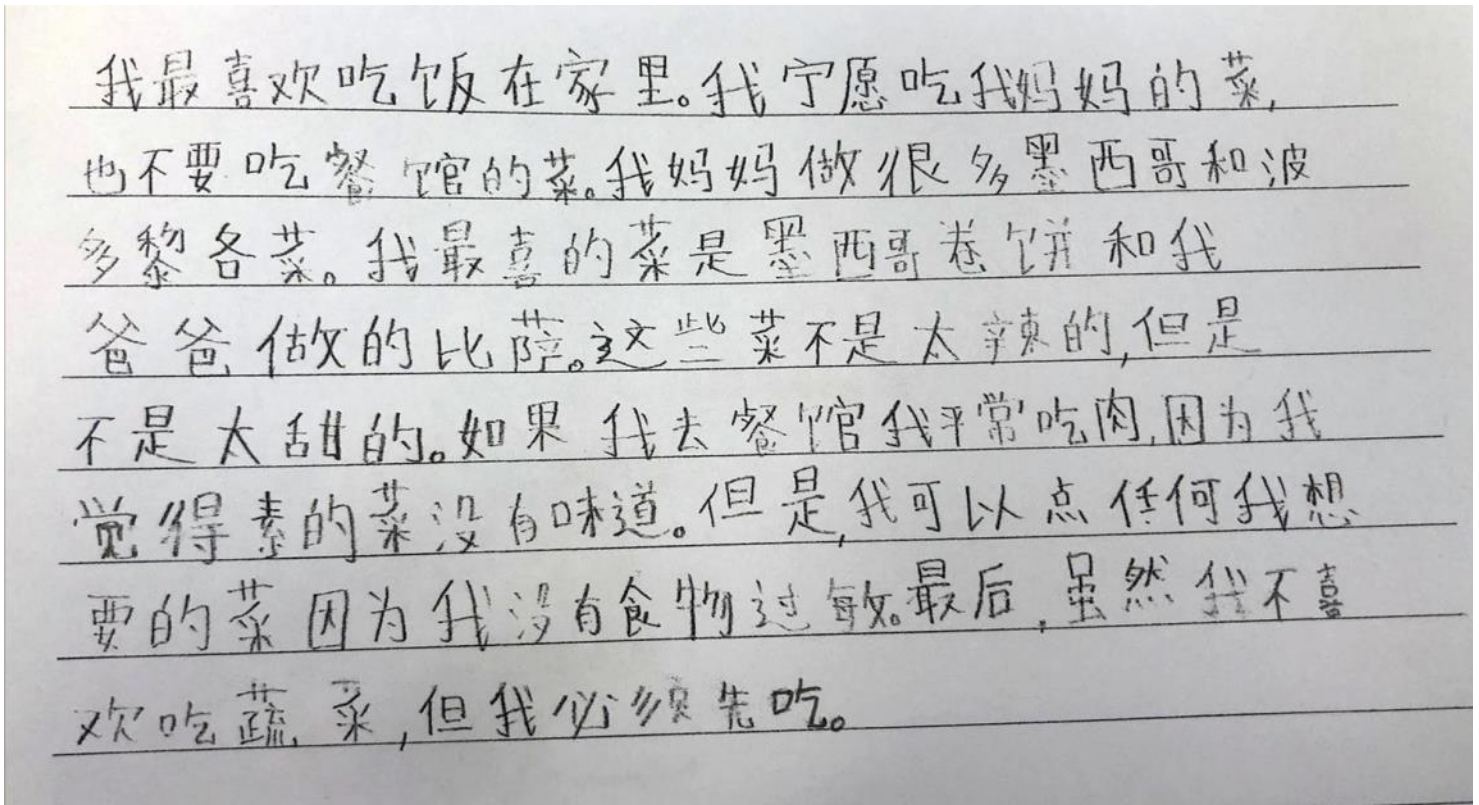 我最喜欢吃饭在家里。我宁愿吃我妈妈的菜,
也不要吃餐馆的菜。我妈妈做很多墨西哥和波
多黎各菜。我最喜的菜是墨西哥卷饼和我
爸爸做的比萨。这些菜不是太辣的,但是
不是太甜的。如果我去餐馆我平常吃肉,因为我
觉得素的菜没有味道。但是,我可以点任何我想
要的菜因为我没有食物过敏。最后,虽然我不喜
欢吃蔬菜,但我必须先吃。